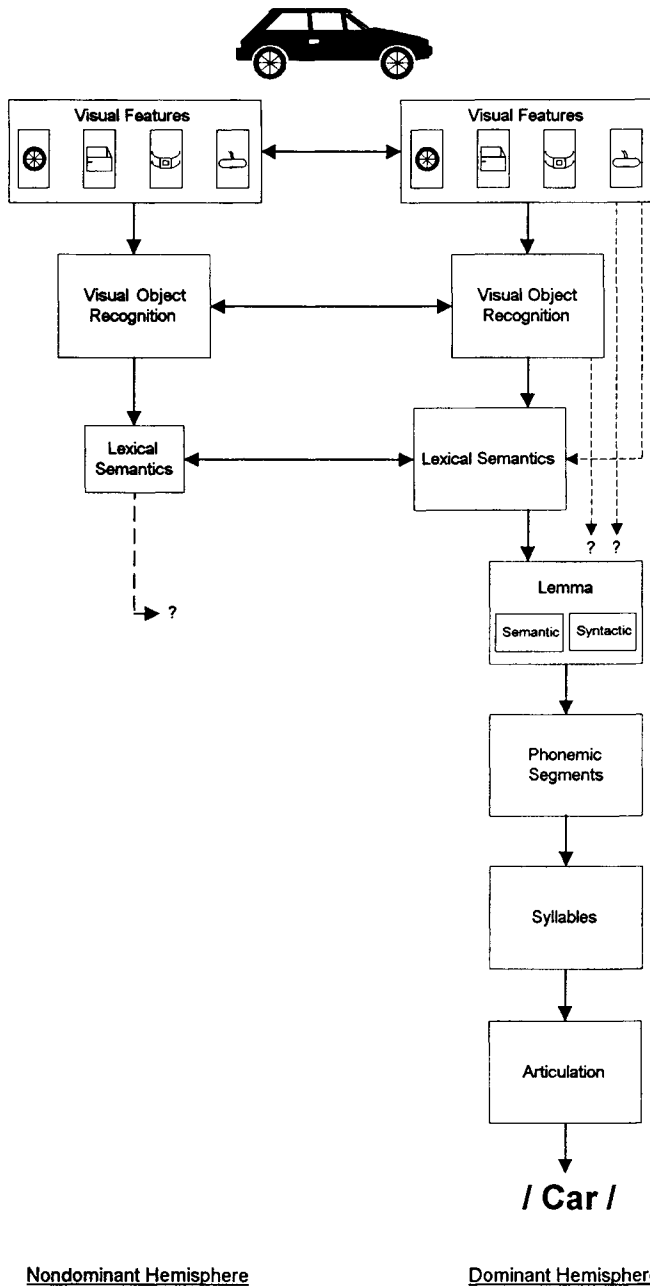 Visual Features
Visual Features
Visual Object
Recognition
Visual Object
Recognition
Lexical
Semantics
Lexical Semantics
?
?
?
Lemma
Semantic
Syntactic
Phonemic
Segments
Syllables
Articulation
/ Car /
Nondominant Hemisphere
Dominant Hemisphere